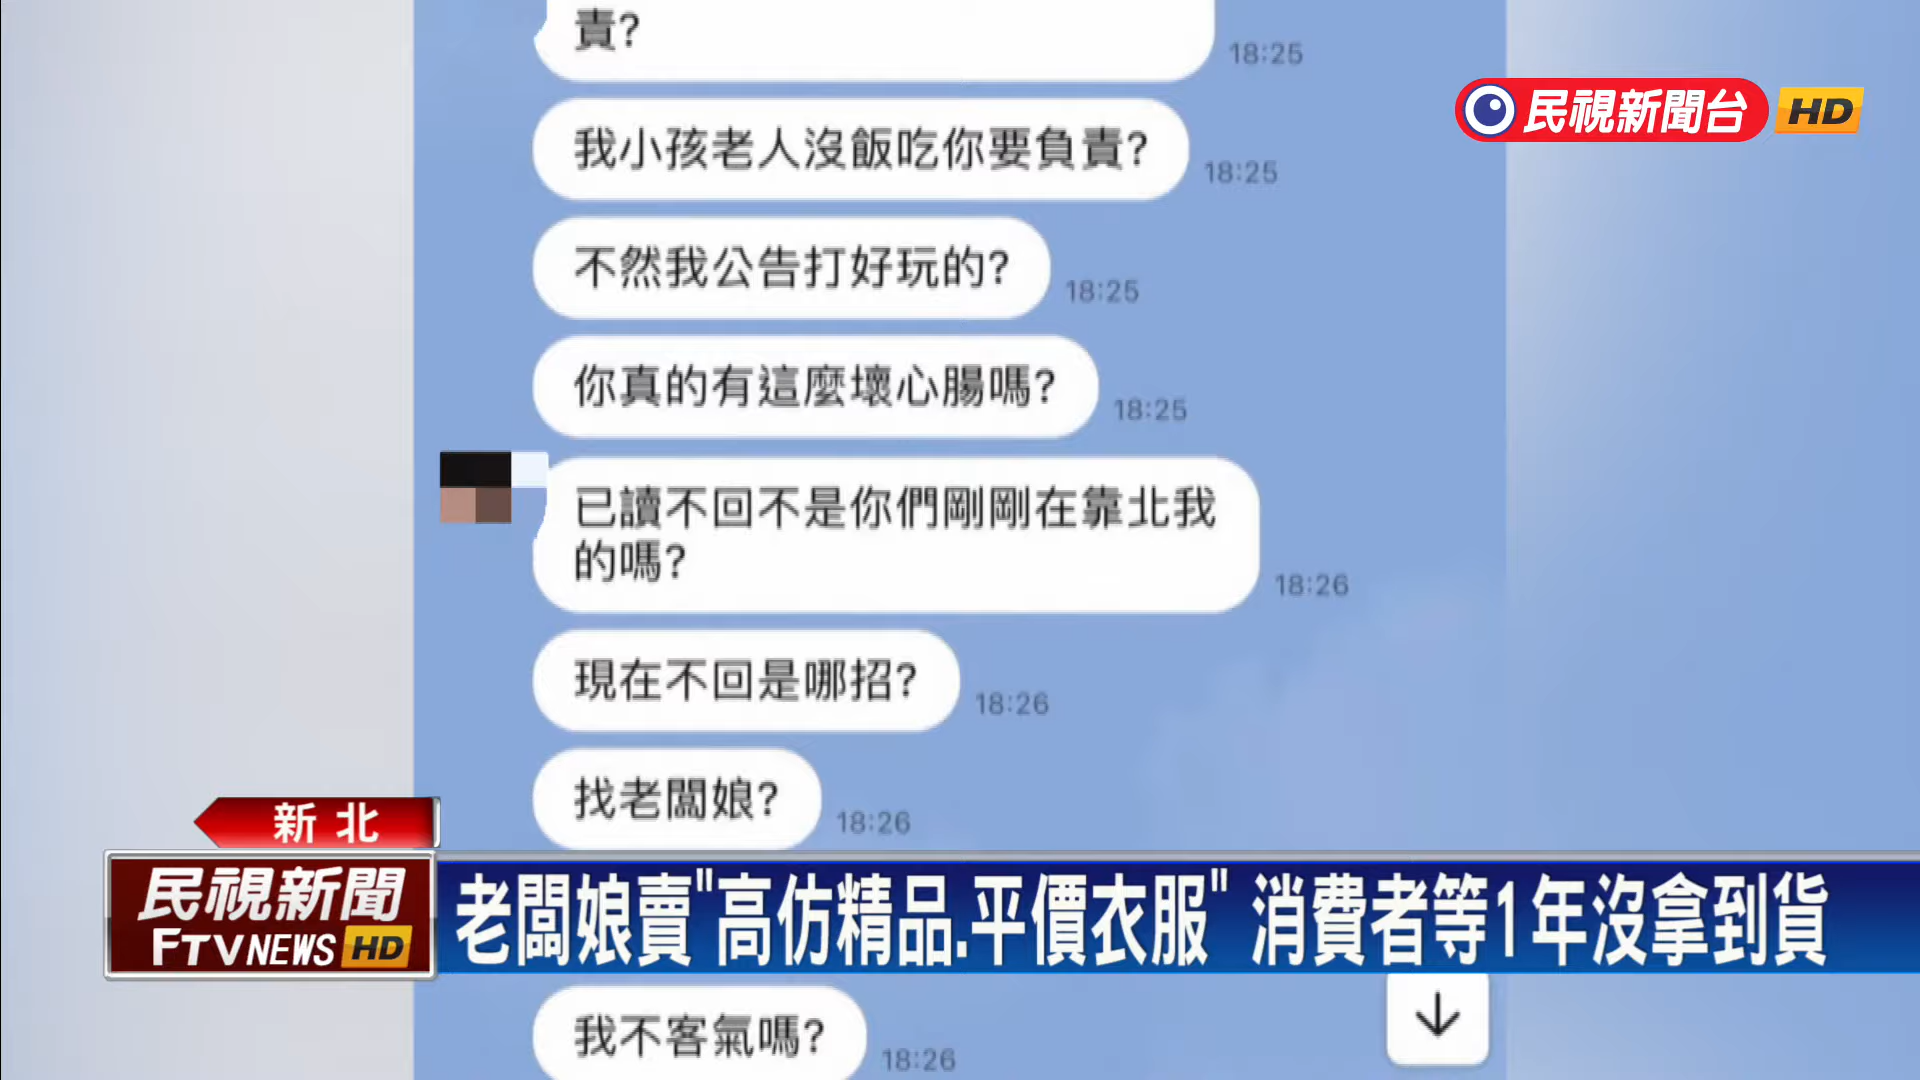 責?
18:25
民視新聞台 HD
我小孩老人沒飯吃你要負責?
18:25
不然我公告打好玩的?
18:25
你真的有這麼壞心腸嗎?
18:25
已讀不回不是你們剛剛在靠北我
的嗎?
18:26
現在不回是哪招?
18:26
找老闆娘?
18:26
新北
民視新聞
FTV NEWS HD
老闆娘賣"高仿精品.平價衣服" 消費者等1年沒拿到貨
我不客氣嗎?
18:26